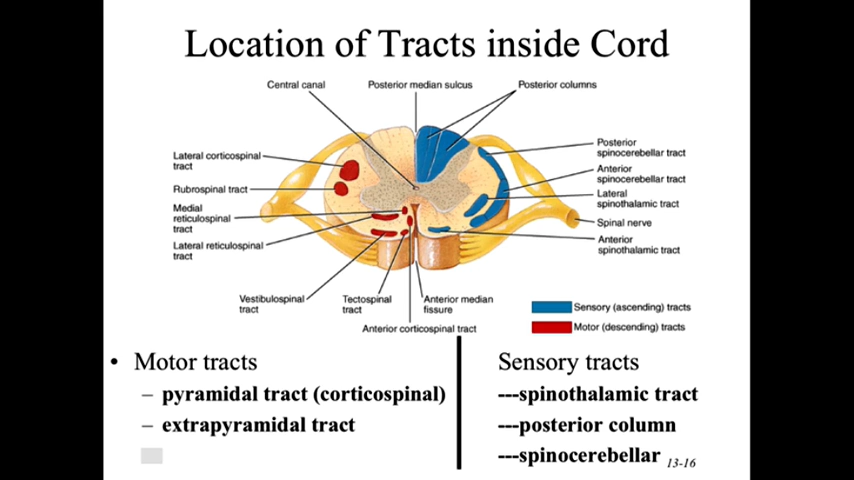 Location of Tracts inside Cord
Central canal
Posterior median sulcus
Posterior columns
Lateral corticospinal
tract
Rubrospinal tract
Medial
reticulospinal
tract
Lateral reticulospinal
tract
Posterior
spinocerebellar tract
Anterior
spinocerebellar tract
Lateral
spinothalamic tract
Spinal nerve
Anterior
spinothalamic tract
Vestibulospinal
tract
Tectospinal
tract
Anterior median
fissure
Anterior corticospinal tract
Sensory (ascending) tracts
Motor (descending) tracts
• Motor tracts
– pyramidal tract (corticospinal)
– extrapyramidal tract
Sensory tracts
---spinothalamic tract
---posterior column
---spinocerebellar
13-16